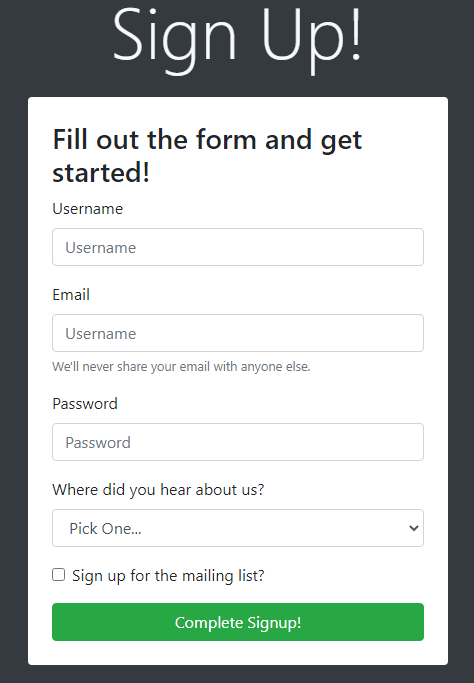 Sign Up!
Fill out the form and get
started!
Username
Username
Email
Username
We'll never share your email with anyone else.
Password
Password
Where did you hear about us?
Pick One...
Sign up for the mailing list?
Complete Signup!